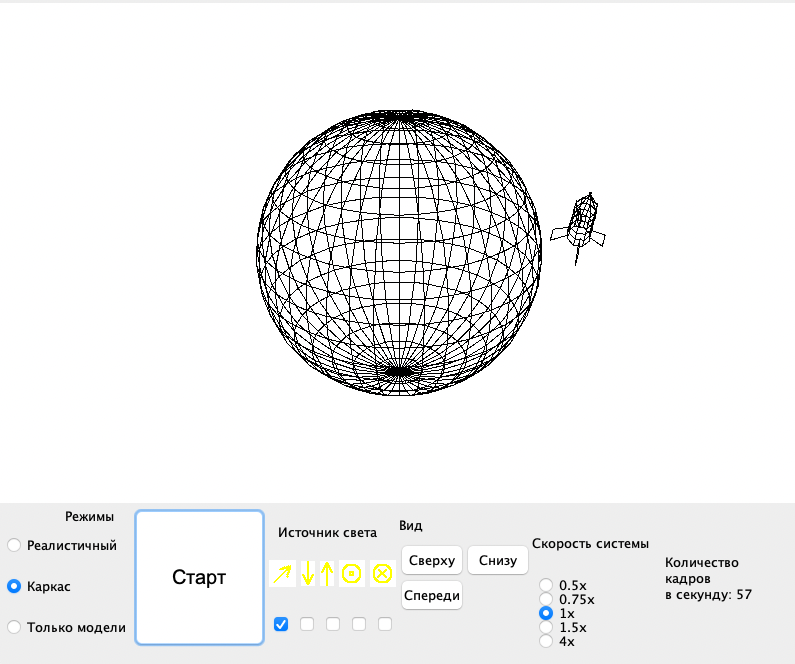 Режимы
Реалистичный
Каркас
Только модели
Старт
Источник света
Вид
Сверху
Снизу
Спереди
Скорость системы
0.5x
0.75x
1x
1.5x
4x
Количество
кадров
в секунду: 57